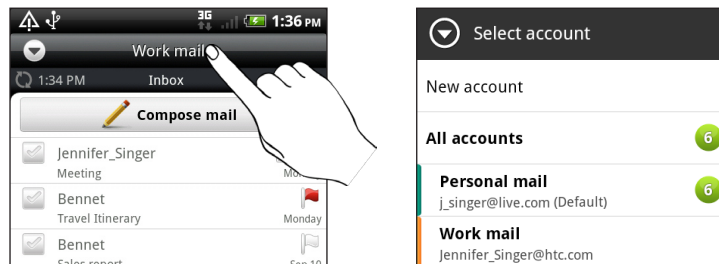 3G
1:36 PM
Work mail
1:34 PM Inbox
Compose mail
Jennifer_Singer
Meeting
Bennet
Travel Itinerary Monday
Bennet
Sales report Sep 10
Select account
New account
All accounts 6
Personal mail 6
j_singer@live.com (Default)
Work mail
Jennifer_Singer@htc.com